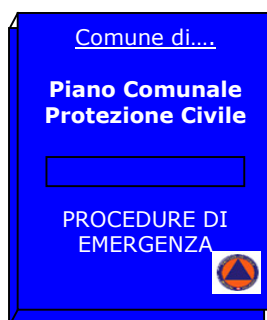 Comune di….
Piano Comunale
Protezione Civile
PROCEDURE DI
EMERGENZA